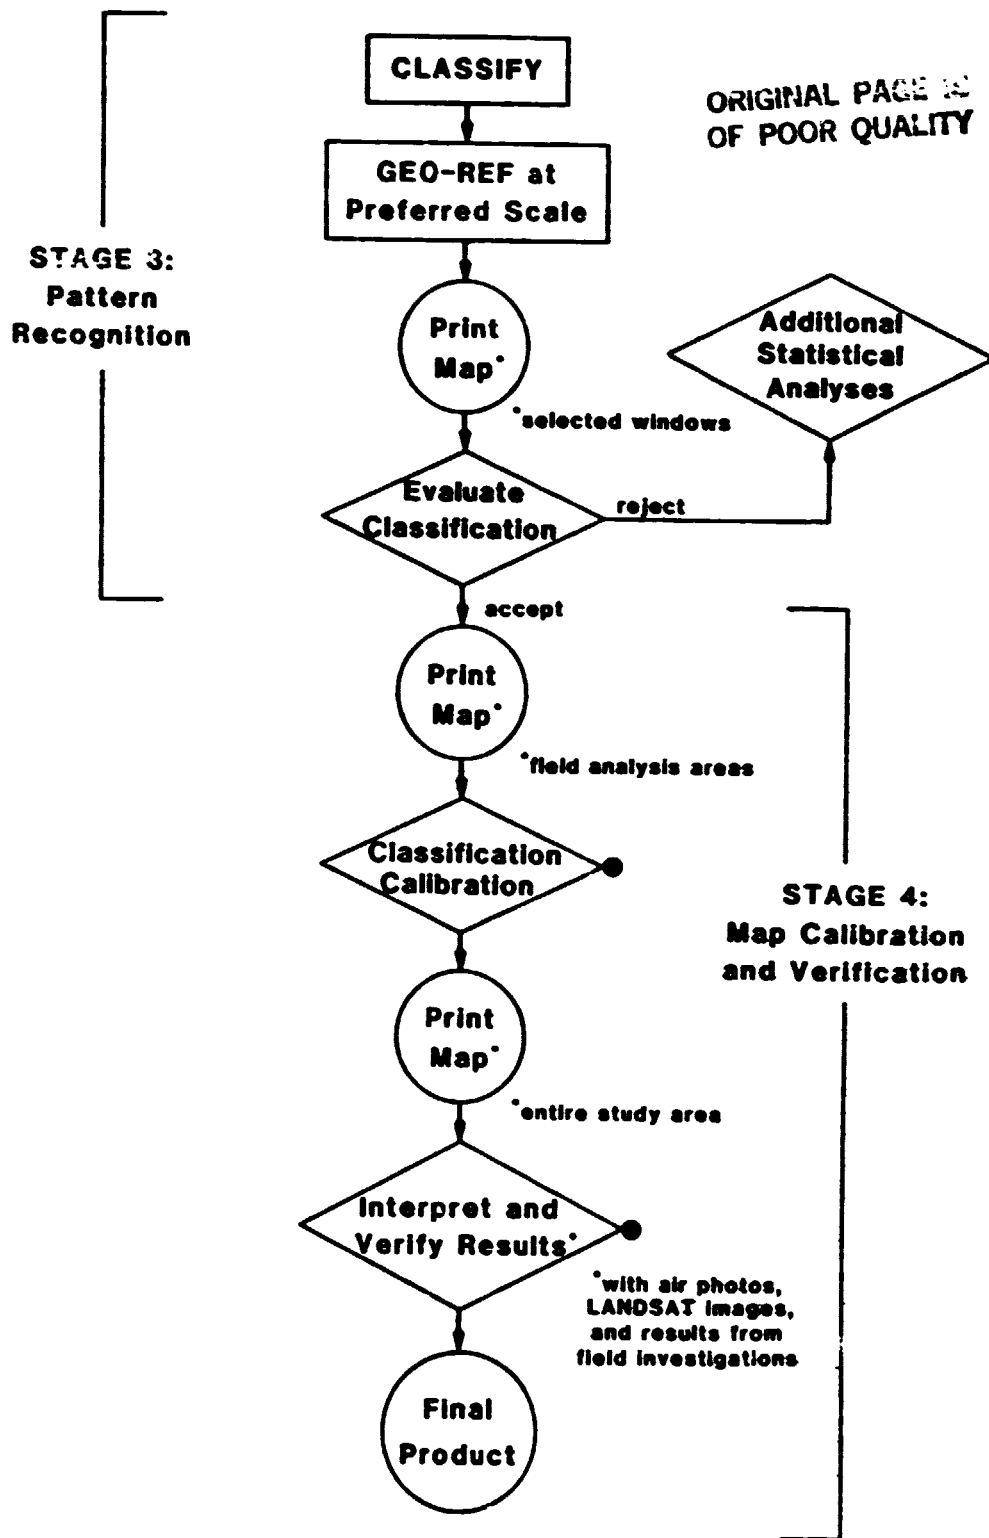 CLASSIFY
ORIGINAL PAGE IS
OF POOR QUALITY
GEO-REF at
Preferred Scale
STAGE 3:
Pattern
Recognition
Print
Map*
*selected windows
Additional
Statistical
Analyses
Evaluate
Classification
reject
accept
Print
Map*
*field analysis areas
Classification
Calibration
STAGE 4:
Map Calibration
and Verification
Print
Map*
*entire study area
Interpret and
Verify Results*
*with air photos,
LANDSAT images,
and results from
field investigations
Final
Product